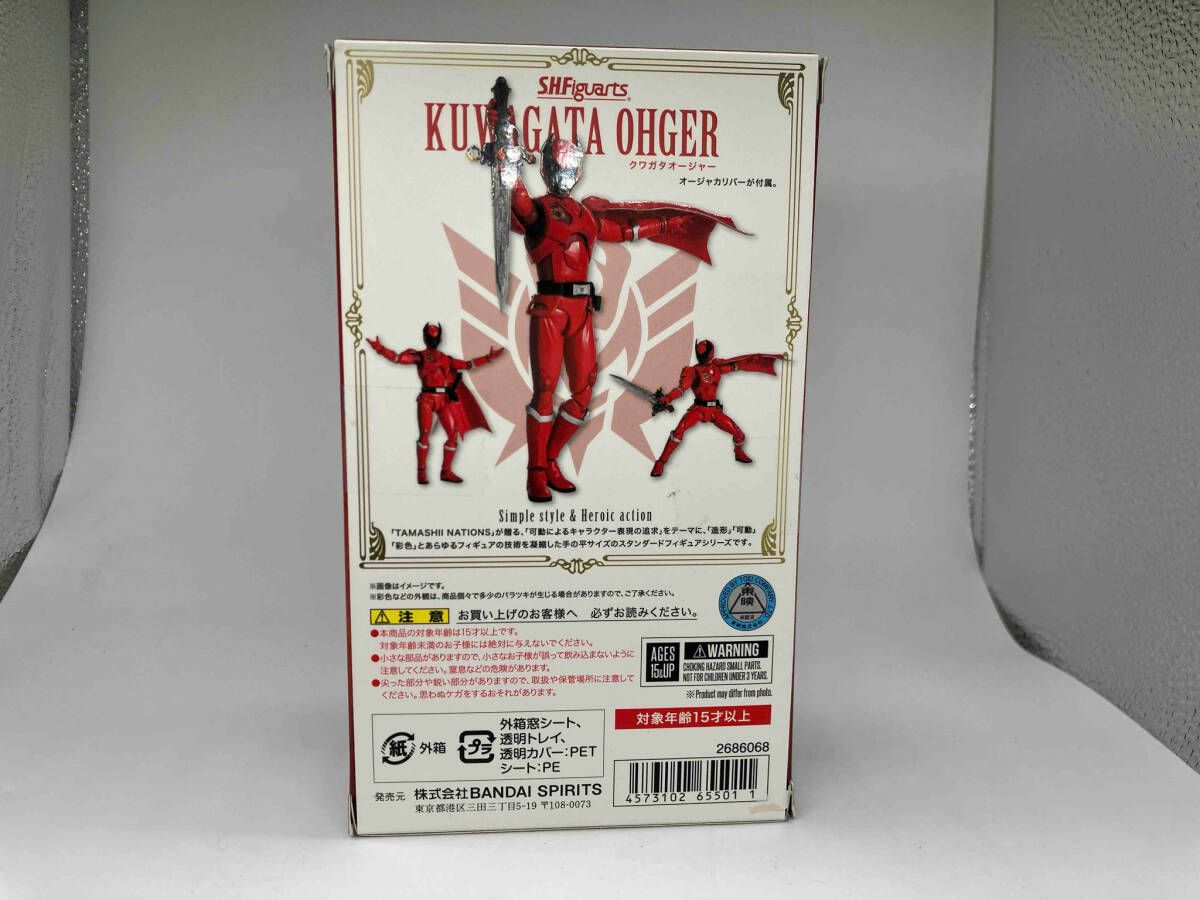 S.H.Figuarts
KUWAGATA OHGER
クワガタオージャー
オージャカリバーが付属。
Simple style & Heroic action
「TAMASHII NATIONS」が贈る、「可動によるキャラクター表現の追求」をテーマに、「造形」「可動」
「彩色」とあらゆるフィギュアの技術を凝縮した手の平サイズのスタンダードフィギュアシリーズです。
※画像はイメージです。
※彩色などの外観は、商品個々で多少のバラツキが生じる場合がありますので、ご了承ください。
APPROVED BY TOEI COMPANY, LTD.
東映
注意 お買い上げのお客様へ 必ずお読みください。
●本商品の対象年齢は15才以上です。
対象年齢未満のお子様には絶対に与えないでください。
●小さな部品がありますので、小さなお子様が誤って飲み込まないように
注意してください。窒息などの危険があります。
●尖った部分や鋭い部分がありますので、取扱や保管場所に注意して
ください。思わぬケガをするおそれがあります。
AGES
15&UP
WARNING
CHOKING HAZARD SMALL PARTS.
NOT FOR CHILDREN UNDER 3 YEARS.
※Product may differ from photo.
対象年齢15才以上
紙 外箱
プラ
外箱窓シート、
透明トレイ、
透明カバー:PET
シート:PE
2686068
4573102 65501 1
発売元 株式会社BANDAI SPIRITS
東京都港区三田三丁目5-19 〒108-0073